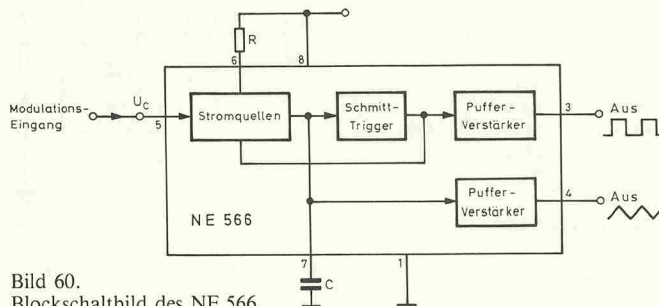 R
6
8
Modulations-
Eingang
U_C
5
Stromquellen
Schmitt-
Trigger
Puffer-
Verstärker
3
Aus
Puffer-
Verstärker
4
Aus
NE 566
7
1
C
Bild 60.
Blockschaltbild des NE 566